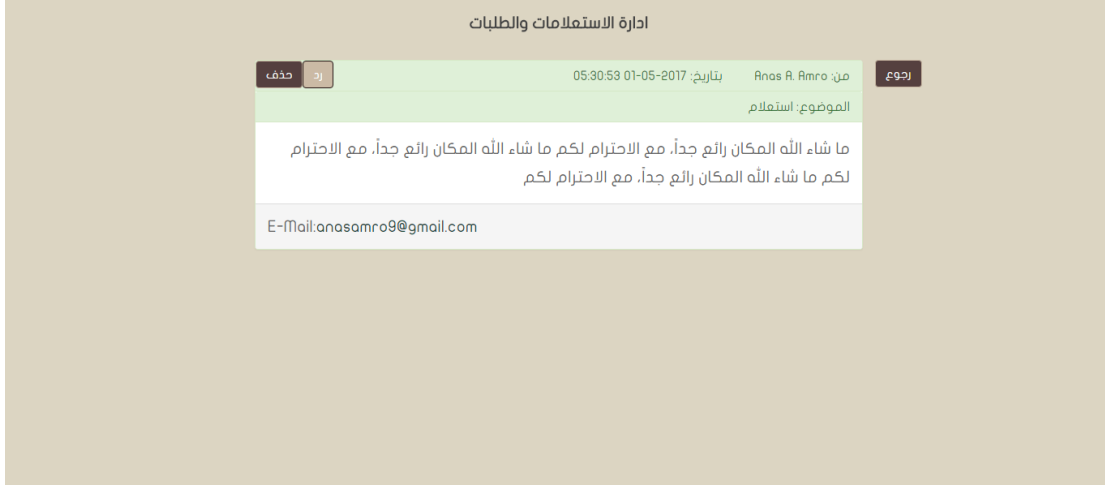 ادارة الاستعلامات والطلبات
رجوع
من: Anas A. Amro بتاريخ: 2017-05-01 05:30:53 رد حذف
الموضوع: استعلام
ما شاء الله المكان رائع جداً، مع الاحترام لكم ما شاء الله المكان رائع جداً، مع الاحترام
لكم ما شاء الله المكان رائع جداً، مع الاحترام لكم
E-Mail:anasamro9@gmail.com